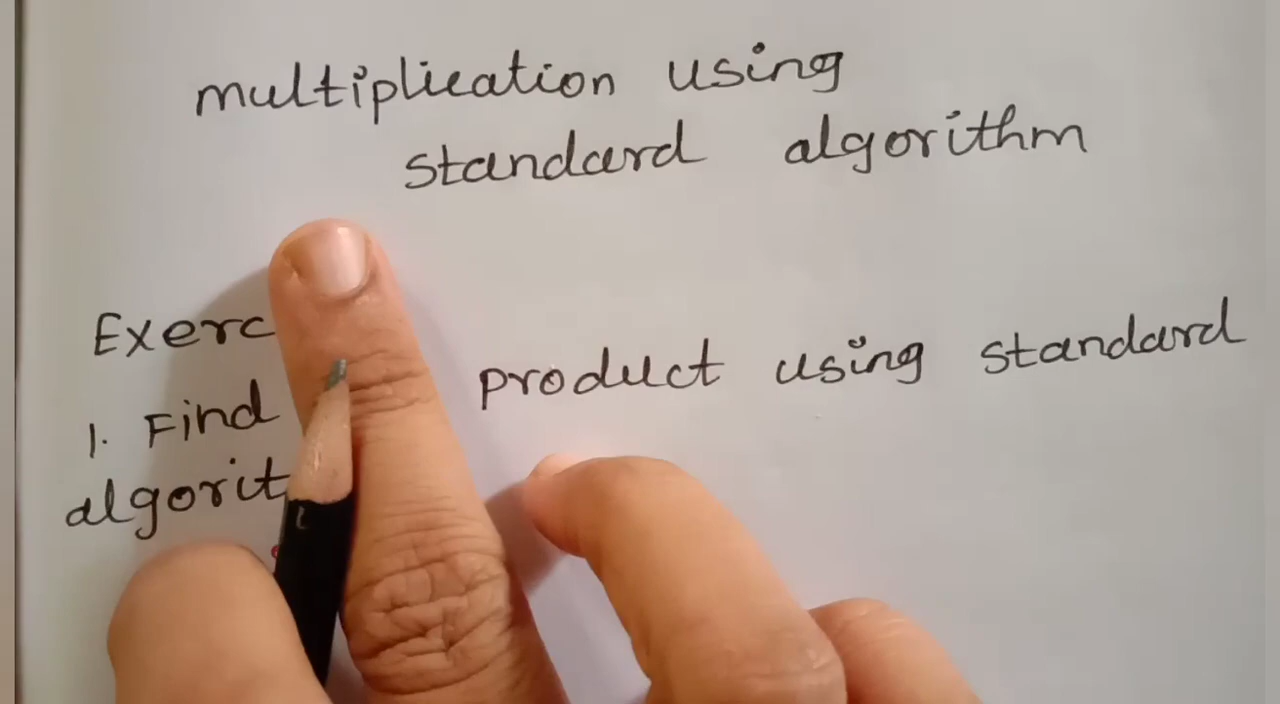 multiplication using
standard algorithm
Exerc
1. Find product using standard
algorit